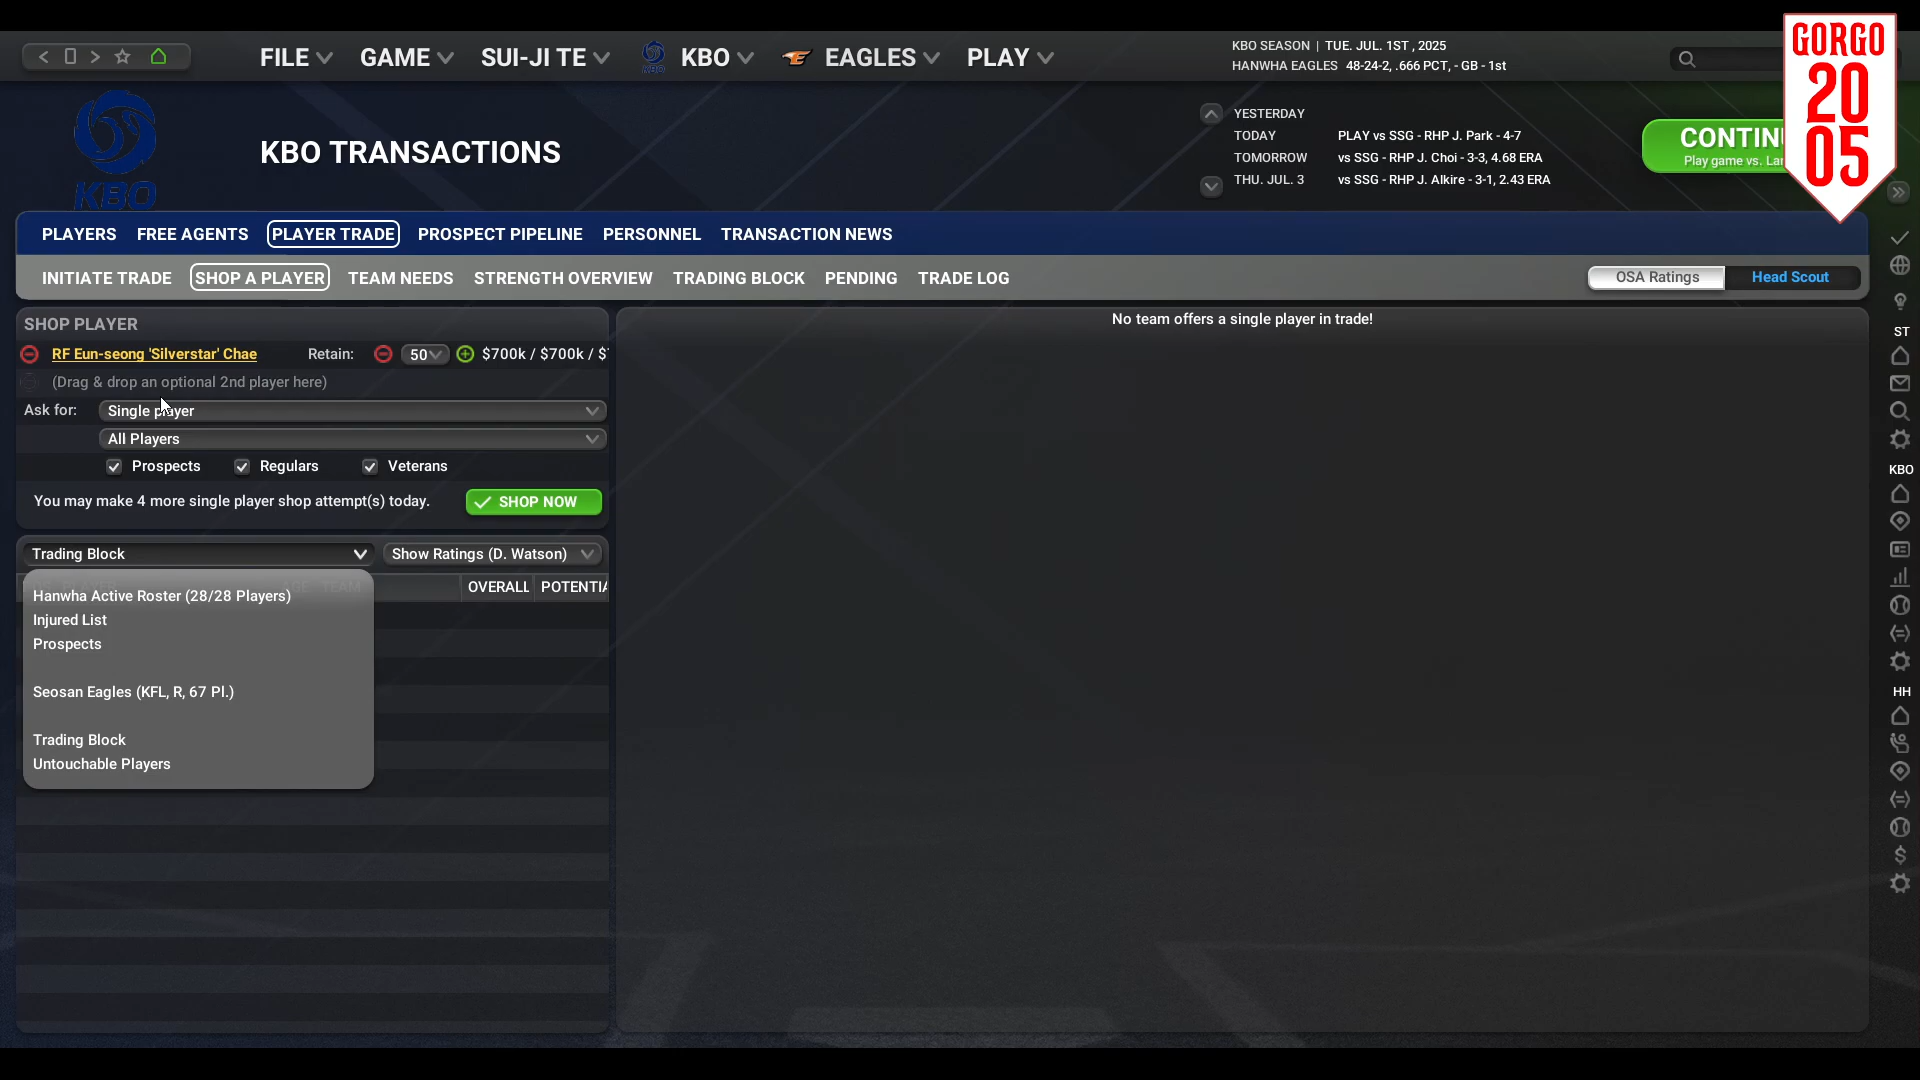 FILE GAME SUI-JI TE KBO EAGLES PLAY
KBO SEASON | TUE. JUL. 1ST , 2025
HANWHA EAGLES 48-24-2, .666 PCT, - GB - 1st
GORGO
20
05
KBO
KBO TRANSACTIONS
YESTERDAY
TODAY PLAY vs SSG - RHP J. Park - 4-7
TOMORROW vs SSG - RHP J. Choi - 3-3, 4.68 ERA
THU. JUL. 3 vs SSG - RHP J. Alkire - 3-1, 2.43 ERA
CONTIN
Play game vs. Lan
PLAYERS FREE AGENTS PLAYER TRADE PROSPECT PIPELINE PERSONNEL TRANSACTION NEWS
INITIATE TRADE SHOP A PLAYER TEAM NEEDS STRENGTH OVERVIEW TRADING BLOCK PENDING TRADE LOG
OSA Ratings Head Scout
SHOP PLAYER
RF Eun-seong 'Silverstar' Chae Retain: 50 $700k / $700k / $
(Drag & drop an optional 2nd player here)
Ask for: Single player
All Players
Prospects Regulars Veterans
You may make 4 more single player shop attempt(s) today. SHOP NOW
No team offers a single player in trade!
Trading Block Show Ratings (D. Watson)
PLAYER AGE TEAM OVERALL POTENTIA
Hanwha Active Roster (28/28 Players)
Injured List
Prospects
Seosan Eagles (KFL, R, 67 Pl.)
Trading Block
Untouchable Players
ST
KBO
HH